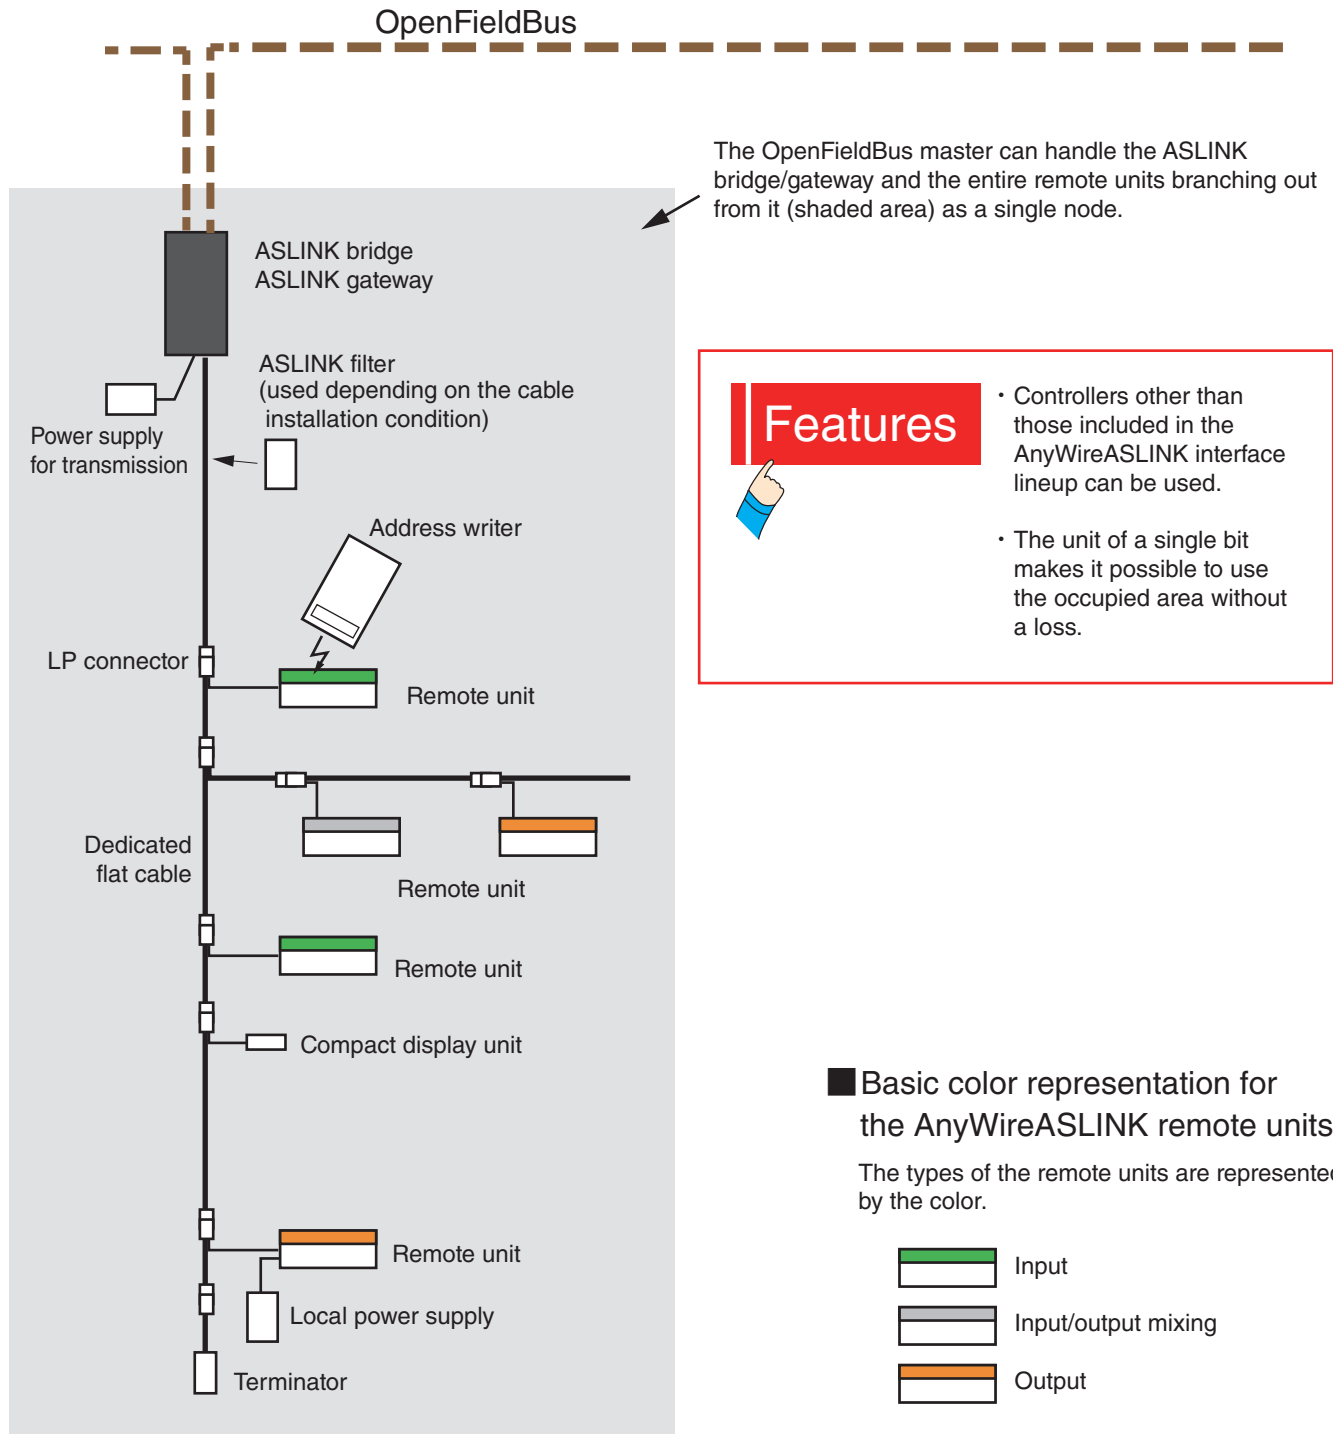 OpenFieldBus
The OpenFieldBus master can handle the ASLINK
bridge/gateway and the entire remote units branching out
from it (shaded area) as a single node.
ASLINK bridge
ASLINK gateway
ASLINK filter
(used depending on the cable
installation condition)
Power supply
for transmission
Features
・Controllers other than
those included in the
AnyWireASLINK interface
lineup can be used.
・The unit of a single bit
makes it possible to use
the occupied area without
a loss.
Address writer
LP connector
Remote unit
Dedicated
flat cable
Remote unit
Remote unit
Compact display unit
■Basic color representation for
the AnyWireASLINK remote units
The types of the remote units are represented
by the color.
Remote unit
Input
Local power supply
Input/output mixing
Terminator
Output